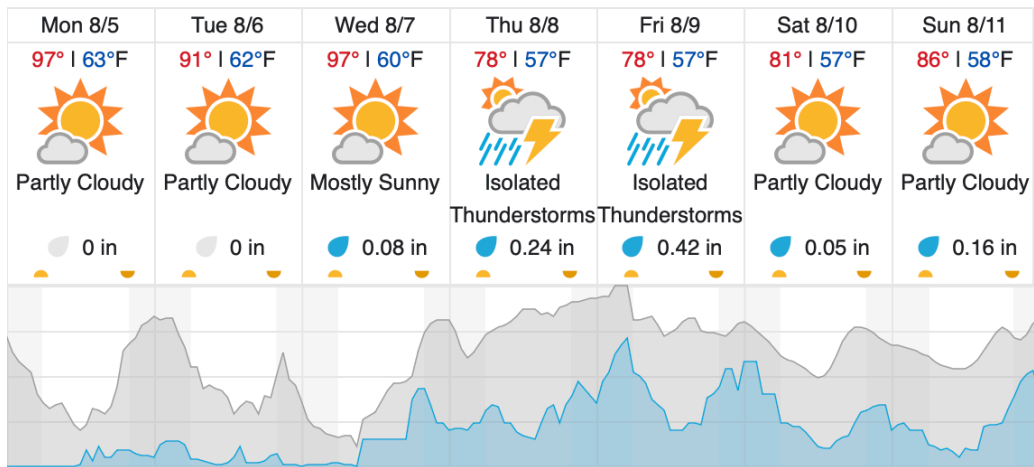 Mon 8/5 Tue 8/6 Wed 8/7 Thu 8/8 Fri 8/9 Sat 8/10 Sun 8/11
97° | 63°F 91° | 62°F 97° | 60°F 78° | 57°F 78° | 57°F 81° | 57°F 86° | 58°F
Partly Cloudy Partly Cloudy Mostly Sunny Isolated Isolated Partly Cloudy Partly Cloudy
Thunderstorms Thunderstorms
0 in 0 in 0.08 in 0.24 in 0.42 in 0.05 in 0.16 in